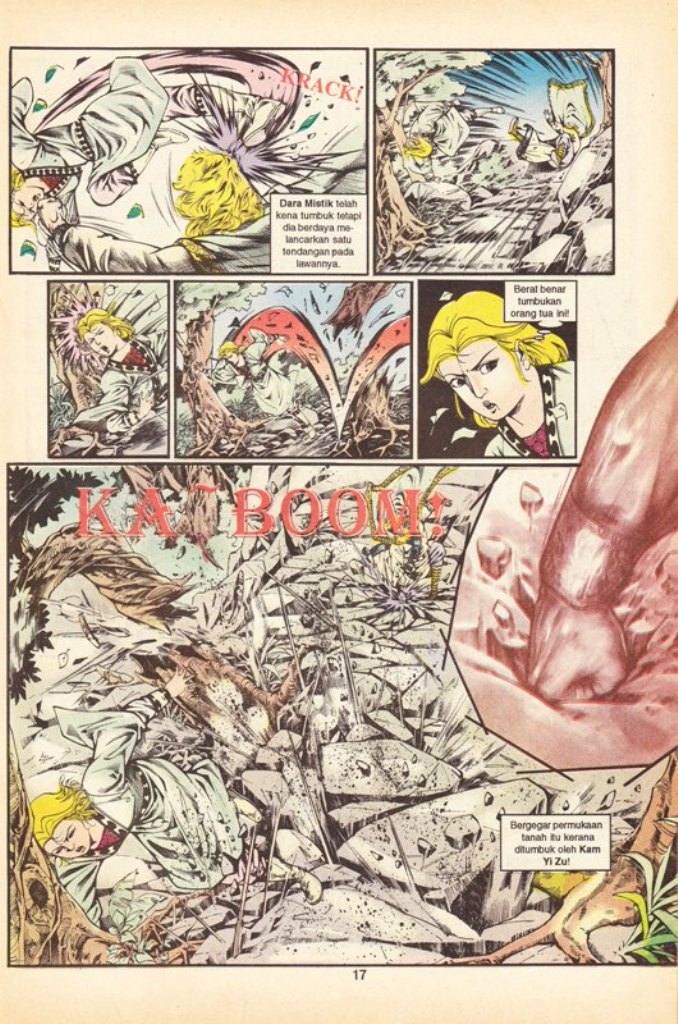 KRACK!
Dara Mistik telah
kena tumbuk tetapi
dia berdaya me-
lancarkan satu
tendangan pada
lawannya.
Berat benar
tumbukan
orang tua ini!
KA~BOOM!
Bergegar permukaan
tanah itu kerana
ditumbuk oleh Kam
Yi Zu!
17